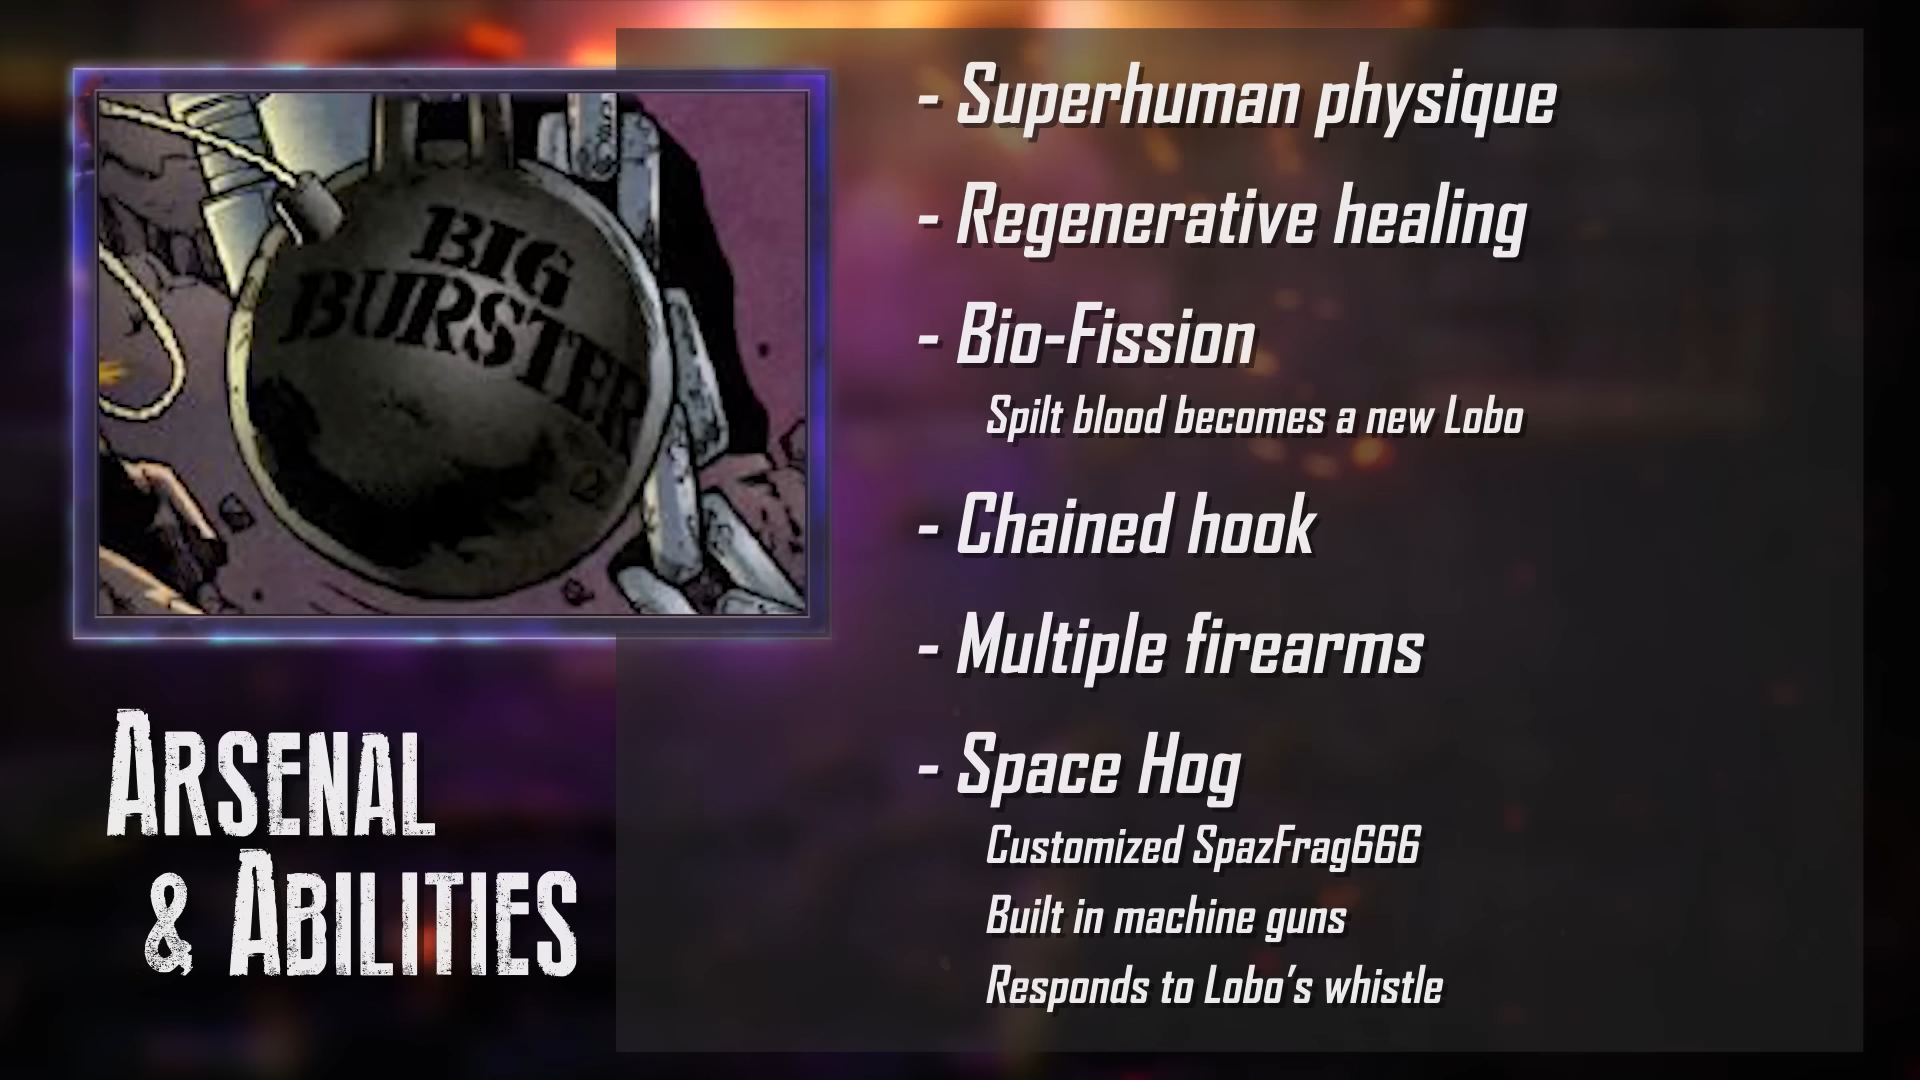 BIG
BURSTER
ARSENAL
& ABILITIES
- Superhuman physique
- Regenerative healing
- Bio-Fission
Spilt blood becomes a new Lobo
- Chained hook
- Multiple firearms
- Space Hog
Customized SpazFrag666
Built in machine guns
Responds to Lobo's whistle